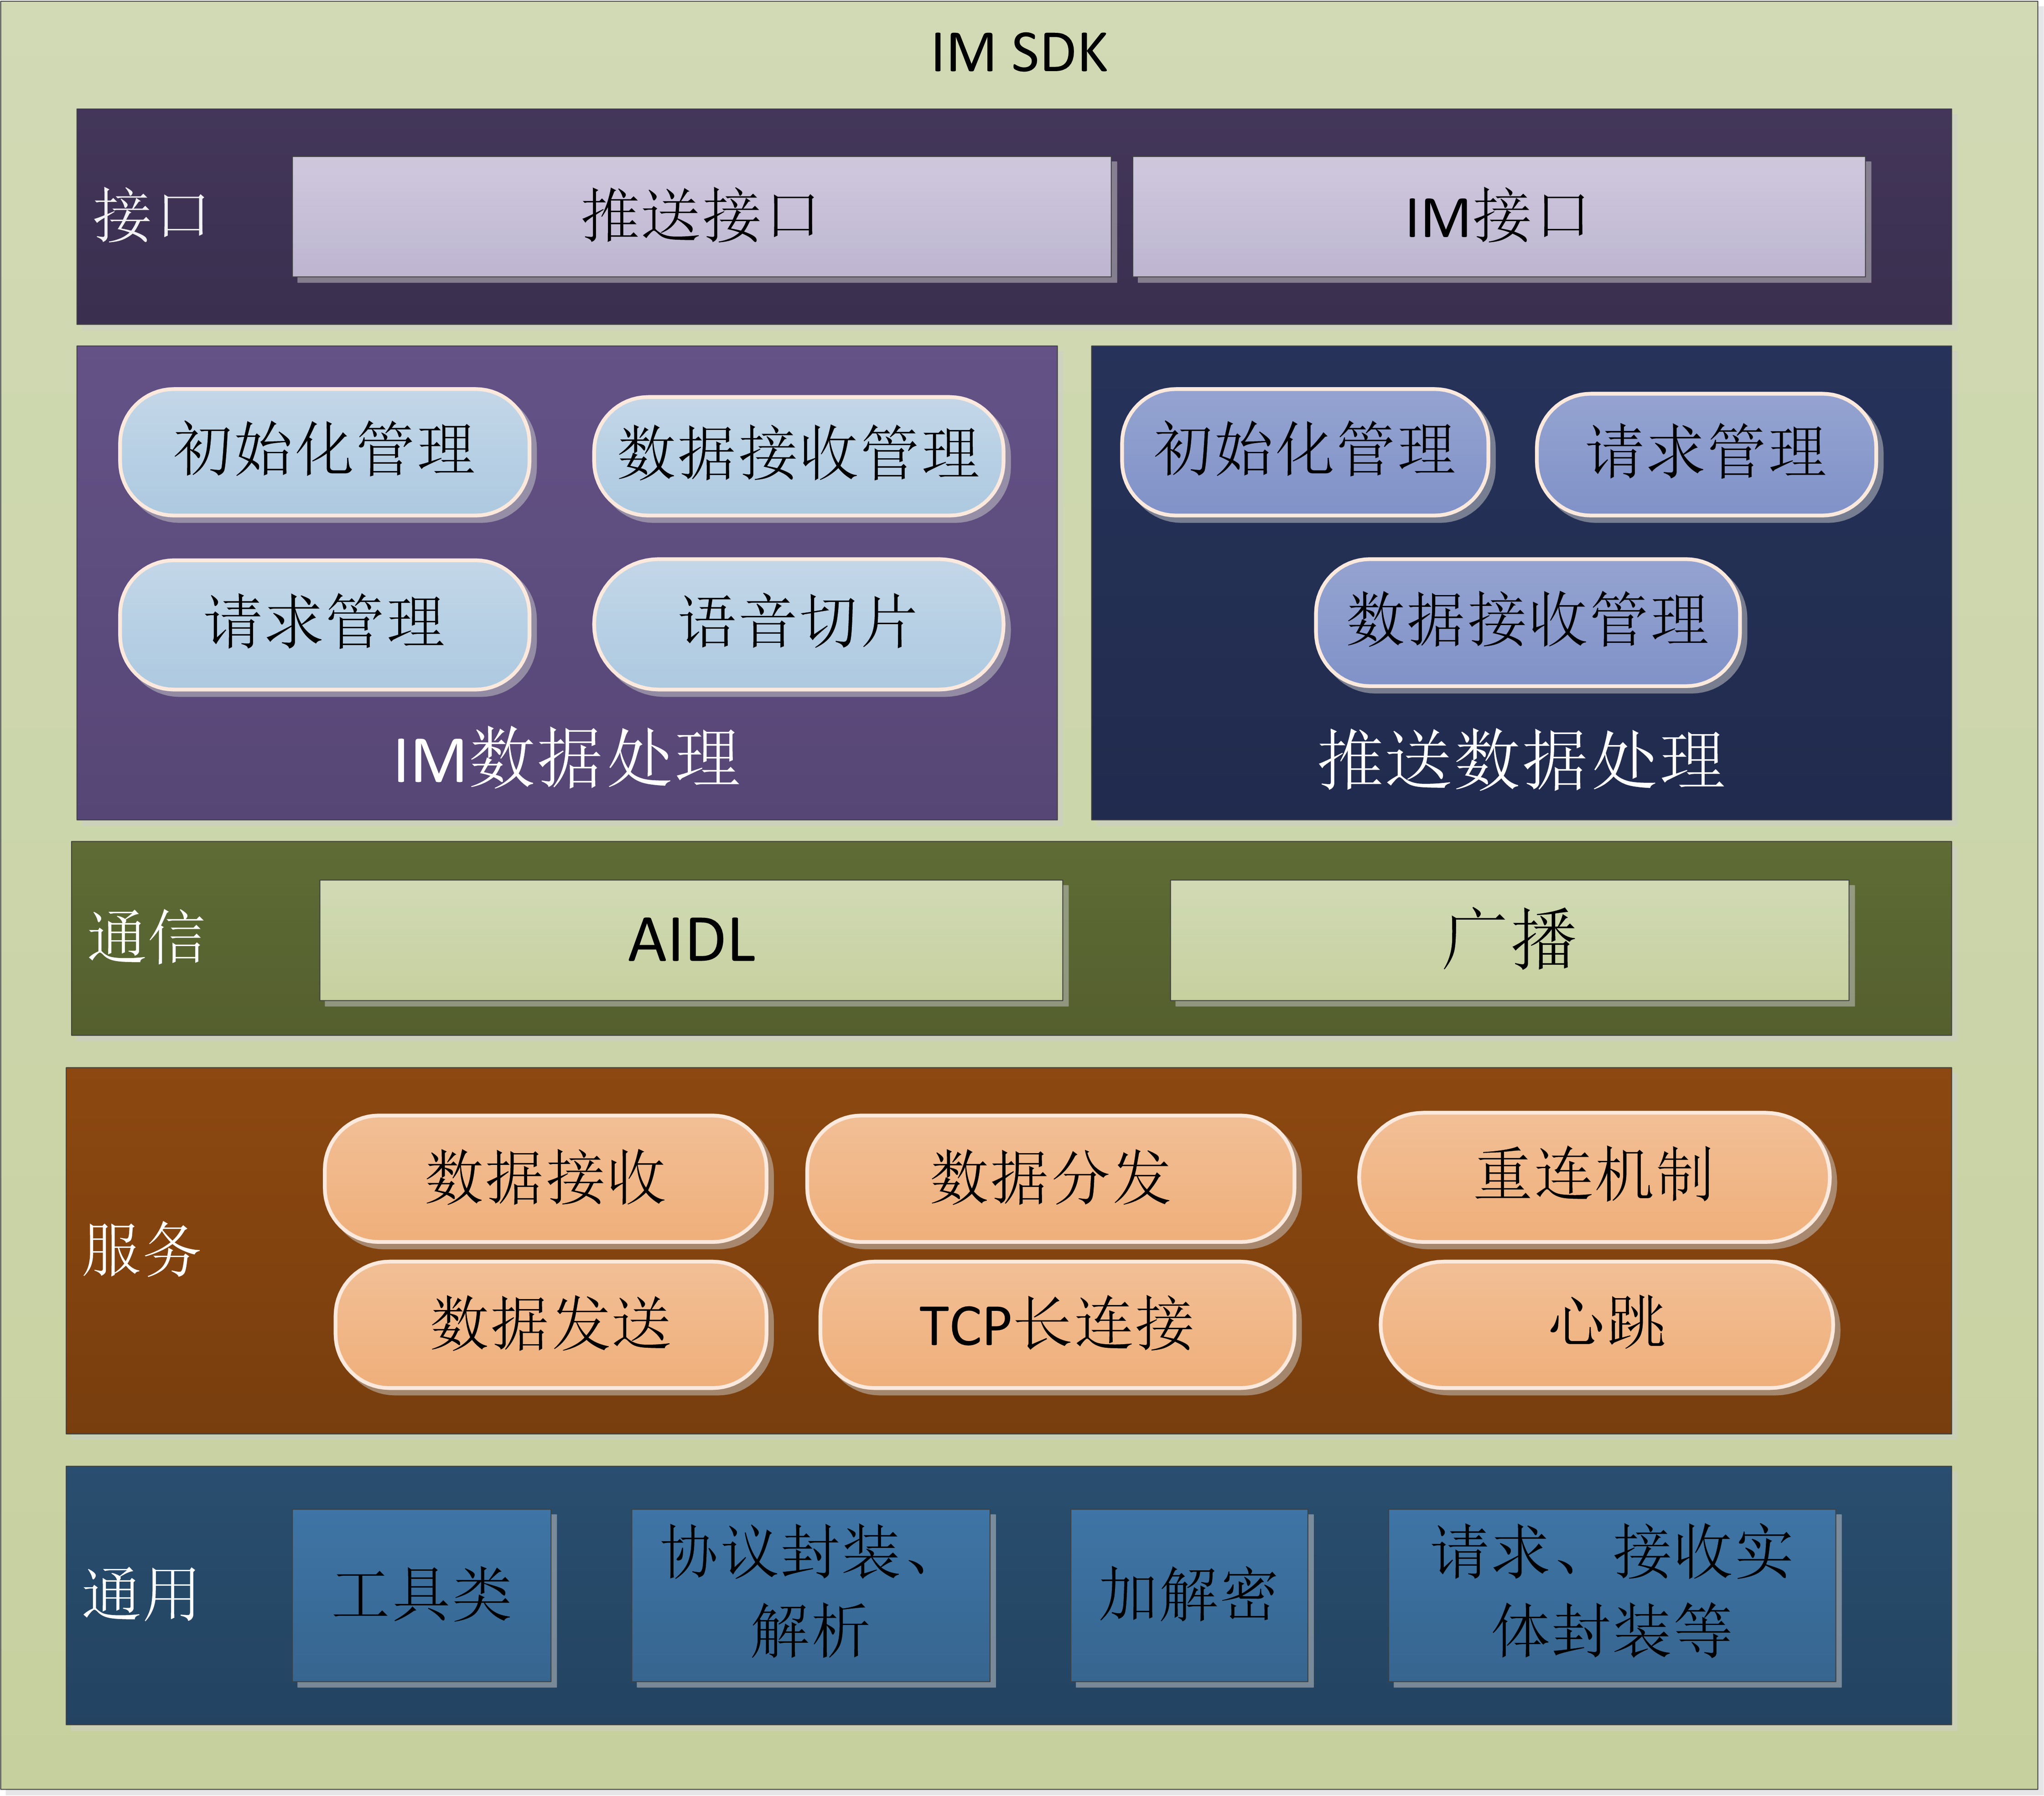 IM SDK
接口
推送接口
IM接口
初始化管理
数据接收管理
请求管理
语音切片
IM数据处理
初始化管理
请求管理
数据接收管理
推送数据处理
通信
AIDL
广播
服务
数据接收
数据分发
重连机制
数据发送
TCP长连接
心跳
通用
工具类
协议封装、
解析
加解密
请求、接收实
体封装等